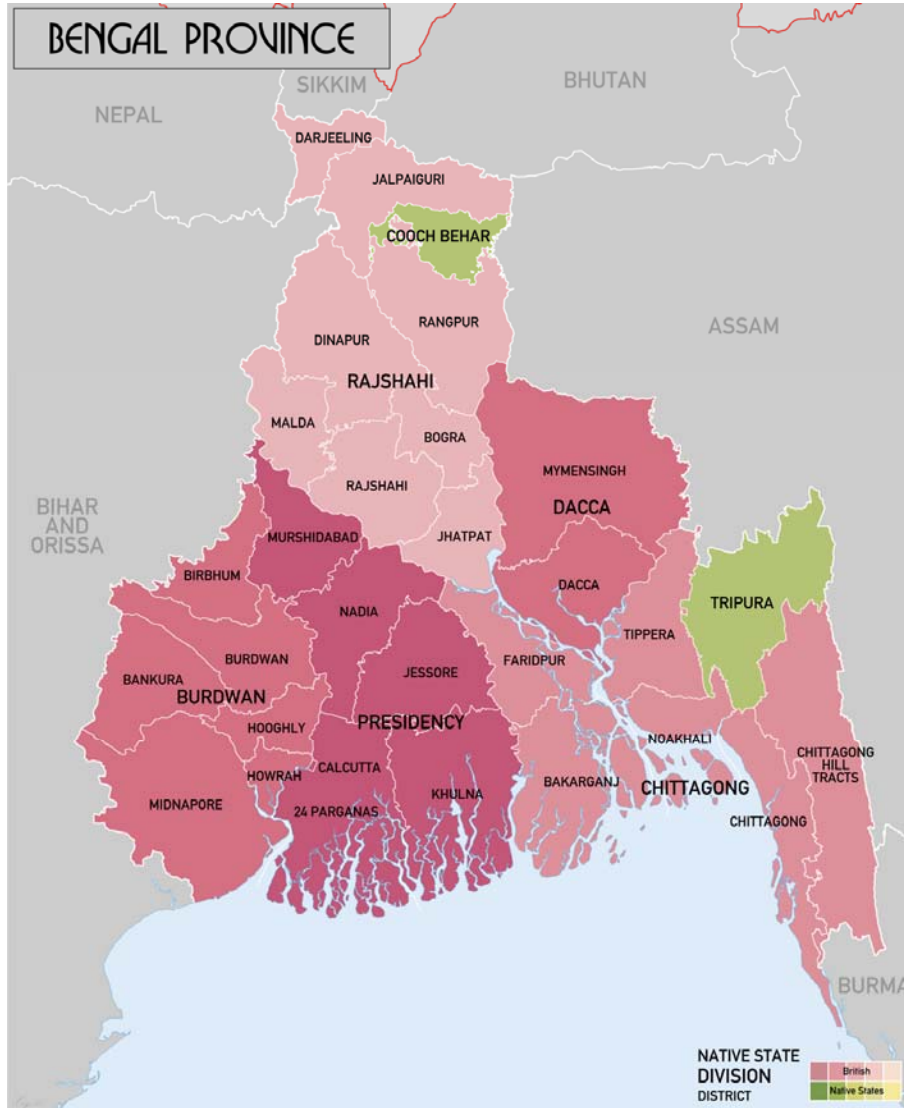 BENGAL PROVINCE
SIKKIM
NEPAL
BHUTAN
DARJEELING
JALPAIGURI
COOCH BEHAR
RANGPUR
ASSAM
DINAPUR
RAJSHAHI
MALDA
BOGRA
RAJSHAHI
MYMENSINGH
DACCA
BIHAR
AND
ORISSA
MURSHIDABAD
JHATPAT
BIRBHUM
DACCA
NADIA
TRIPURA
TIPPERA
BURDWAN
FARIDPUR
JESSORE
BANKURA
BURDWAN
PRESIDENCY
HOOGHLY
NOAKHALI
CHITTAGONG
HILL
TRACTS
CALCUTTA
HOWRAH
BAKARGANJ
CHITTAGONG
KHULNA
MIDNAPORE
24 PARGANAS
CHITTAGONG
BURMA
NATIVE STATE
DIVISION
DISTRICT
British
Native States